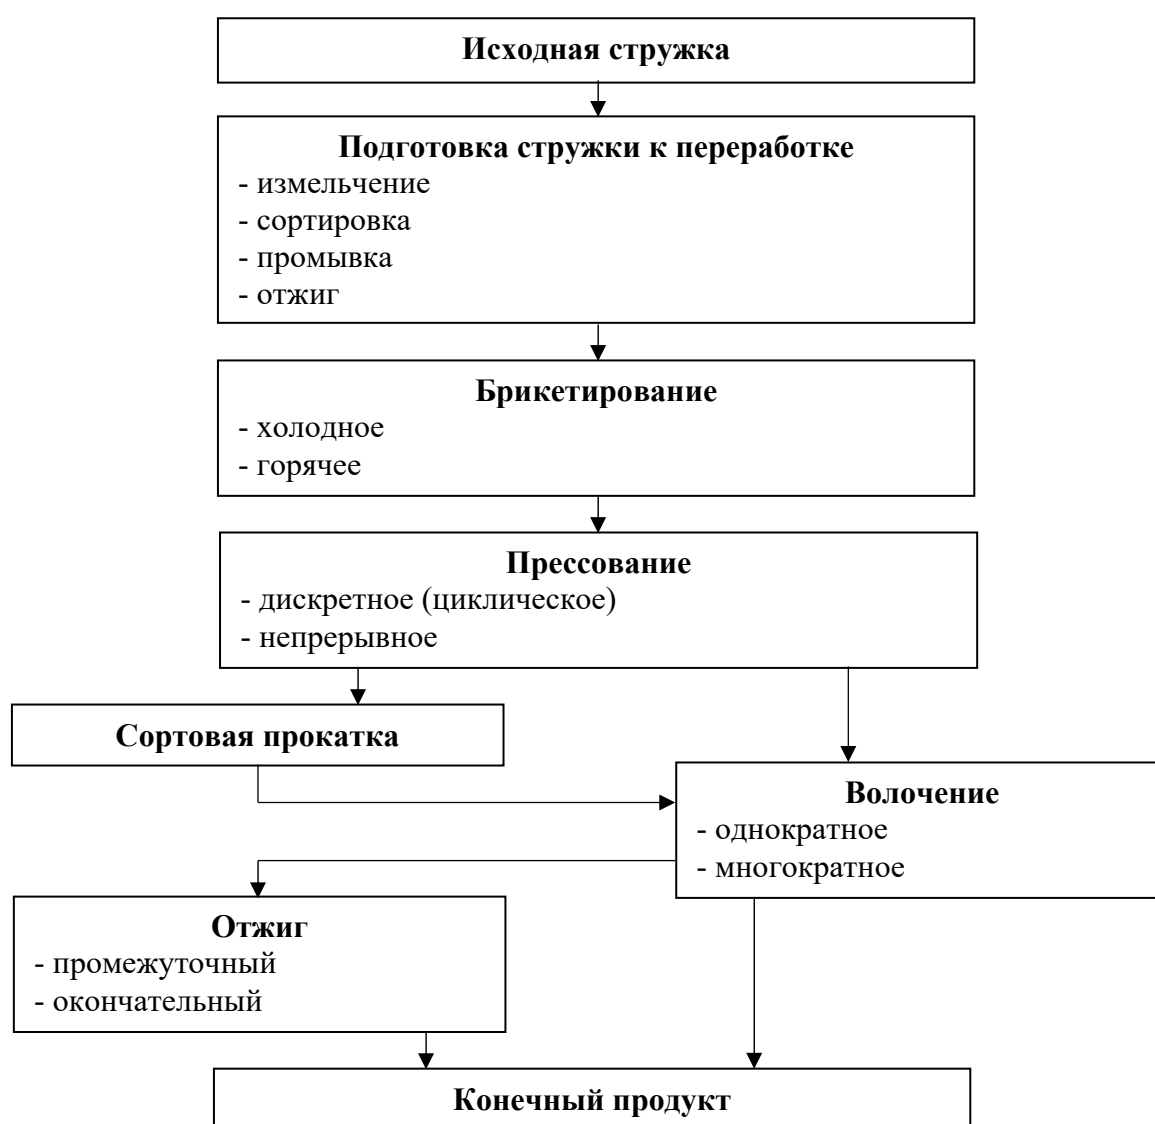 Исходная стружка
Подготовка стружки к переработке
- измельчение
- сортировка
- промывка
- отжиг
Брикетирование
- холодное
- горячее
Прессование
- дискретное (циклическое)
- непрерывное
Сортовая прокатка
Волочение
- однократное
- многократное
Отжиг
- промежуточный
- окончательный
Конечный продукт